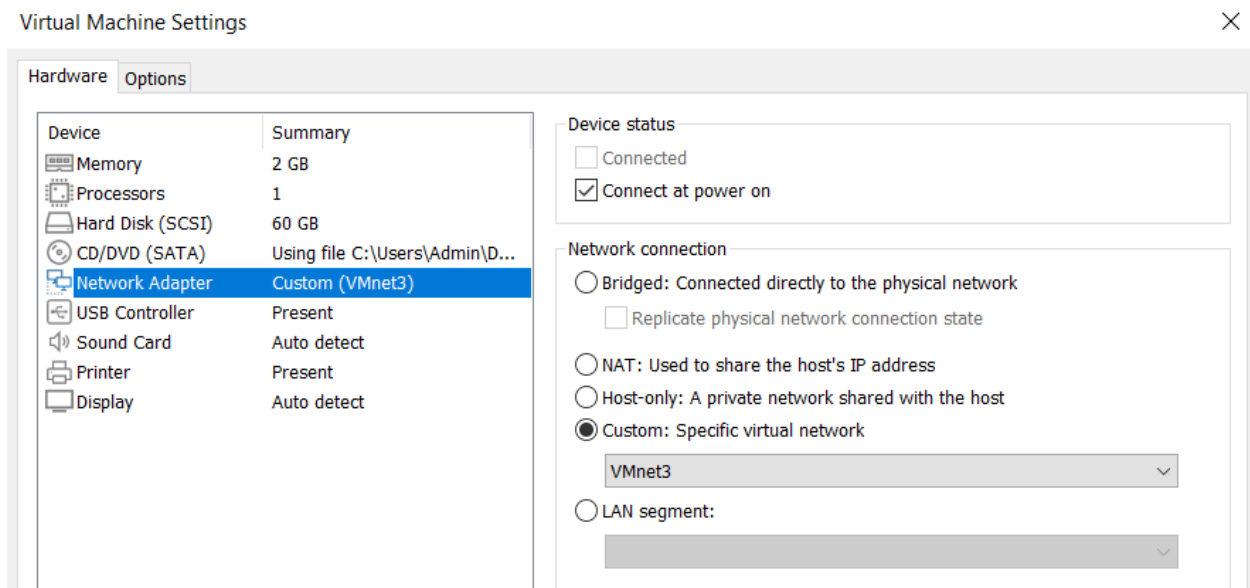 Virtual Machine Settings
Hardware Options
Device Summary
Memory 2 GB
Processors 1
Hard Disk (SCSI) 60 GB
CD/DVD (SATA) Using file C:\Users\Admin\D...
Network Adapter Custom (VMnet3)
USB Controller Present
Sound Card Auto detect
Printer Present
Display Auto detect
Device status
Connected
Connect at power on
Network connection
Bridged: Connected directly to the physical network
Replicate physical network connection state
NAT: Used to share the host's IP address
Host-only: A private network shared with the host
Custom: Specific virtual network
VMnet3
LAN segment: